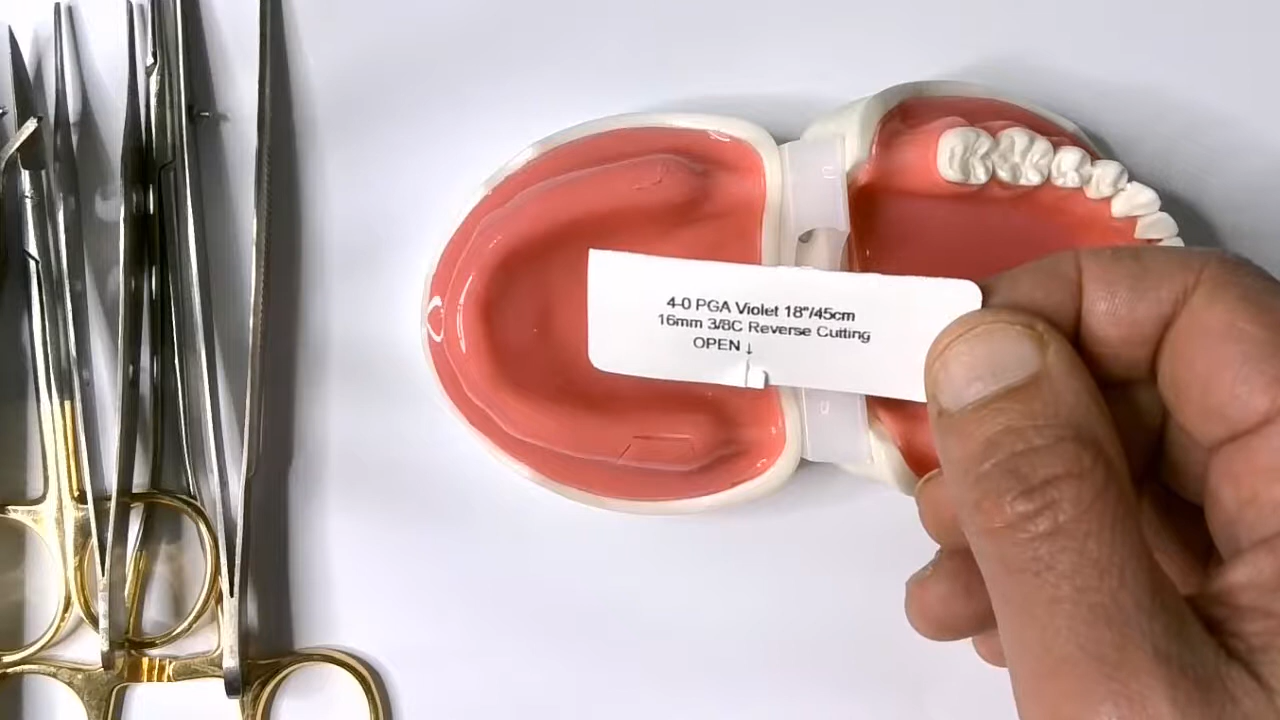 4-0 PGA Violet 18"/45cm
16mm 3/8C Reverse Cutting
OPEN ↓